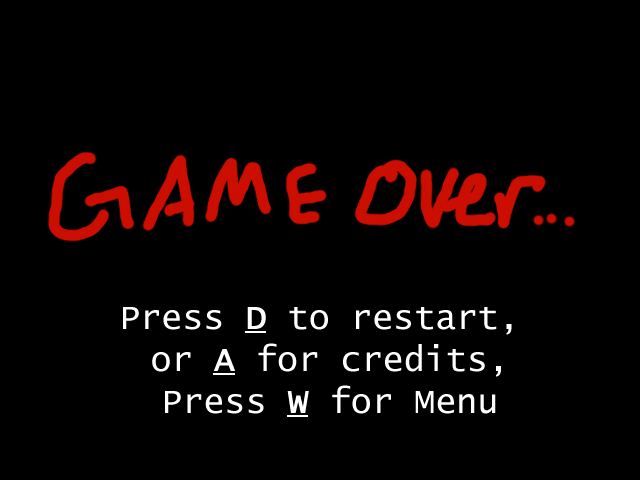 GAME Over...
Press D to restart,
or A for credits,
Press W for Menu